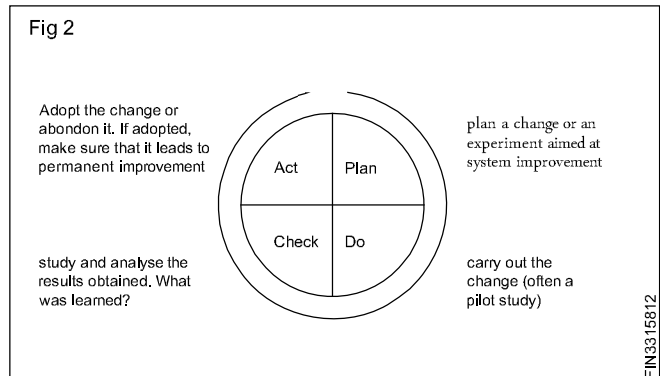 Fig 2
Adopt the change or
abondon it. If adopted,
make sure that it leads to
permanent improvement
plan a change or an
experiment aimed at
system improvement
Act
Plan
Check
Do
study and analyse the
results obtained. What
was learned?
carry out the
change (often a
pilot study)
FIN3315812